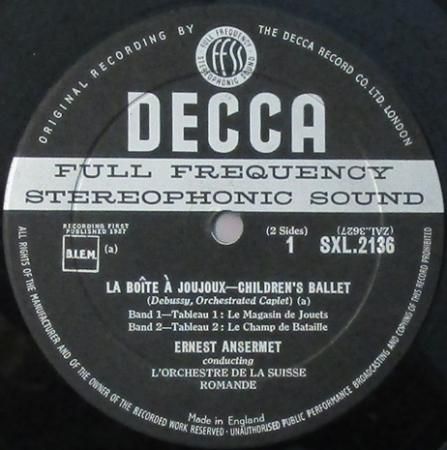 ORIGINAL RECORDING BY THE DECCA RECORD CO. LTD. LONDON
FULL FREQUENCY
ffss
STEREOPHONIC SOUND
DECCA
FULL FREQUENCY
STEREOPHONIC SOUND
RECORDING FIRST
PUBLISHED 1957
B.I.E.M.
(a)
(2 Sides)
1
(ZAL.3627)
SXL.2136
LA BOÎTE À JOUJOUX—CHILDREN'S BALLET
(Debussy, Orchestrated Caplet) (a)
Band 1—Tableau 1: Le Magasin de Jouets
Band 2—Tableau 2: Le Champ de Bataille
ERNEST ANSERMET
conducting
L'ORCHESTRE DE LA SUISSE
ROMANDE
Made in England
ALL RIGHTS OF THE MANUFACTURER AND OF THE OWNER OF THE RECORDED WORK RESERVED · UNAUTHORISED PUBLIC PERFORMANCE BROADCASTING AND COPYING OF THIS RECORD PROHIBITED